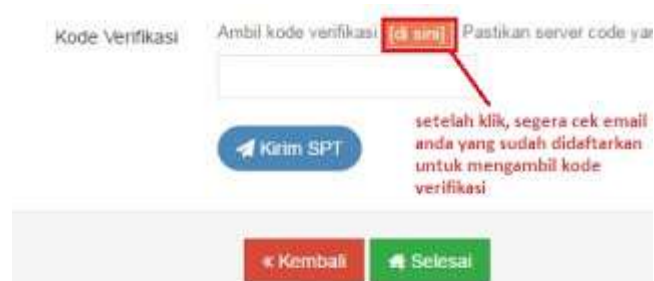 Kode Verifikasi
Ambil kode verifikasi [di sini] Pastikan server code yan
setelah klik, segera cek email
anda yang sudah didaftarkan
untuk mengambil kode
verifikasi
Kirim SPT
« Kembali
Selesai